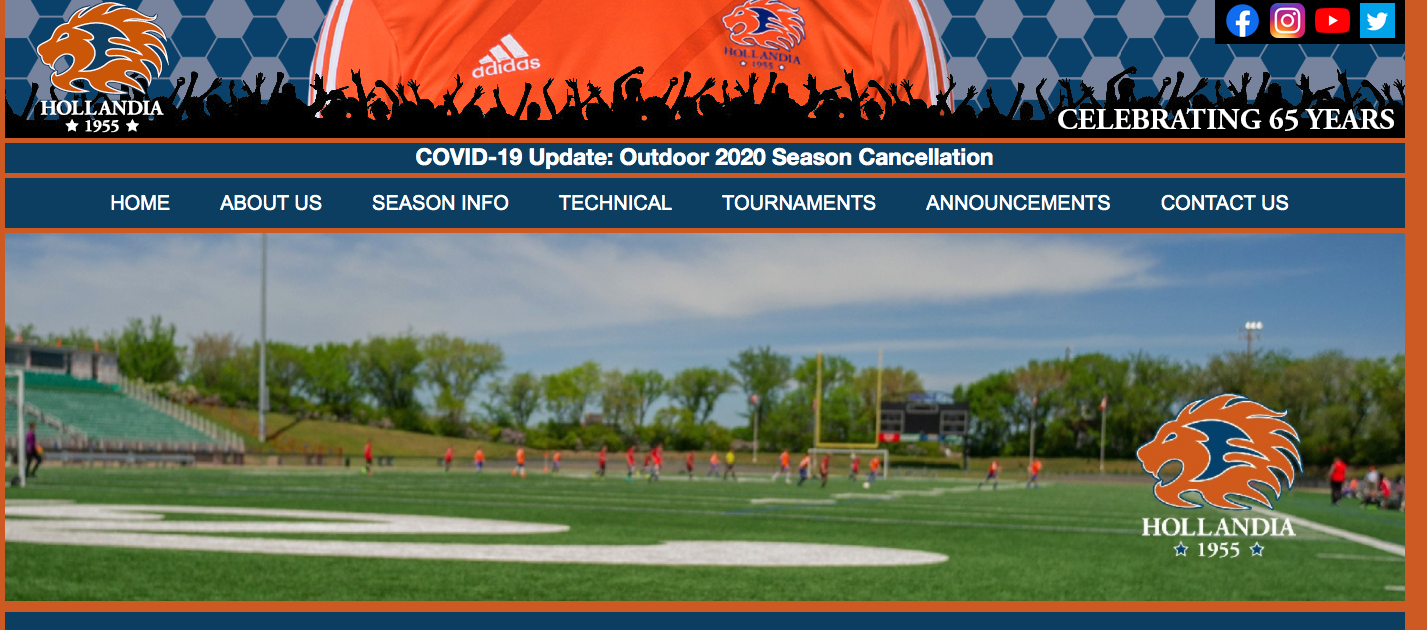 adidas
HOLLANDIA
1955
HOLLANDIA
1955
CELEBRATING 65 YEARS
COVID-19 Update: Outdoor 2020 Season Cancellation
HOME ABOUT US SEASON INFO TECHNICAL TOURNAMENTS ANNOUNCEMENTS CONTACT US
HOLLANDIA
1955